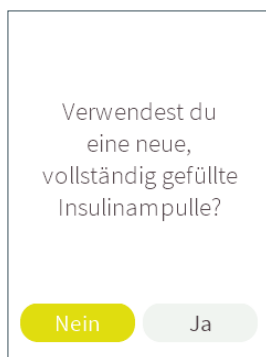 Verwendest du
eine neue,
vollständig gefüllte
Insulinampulle?
Nein
Ja